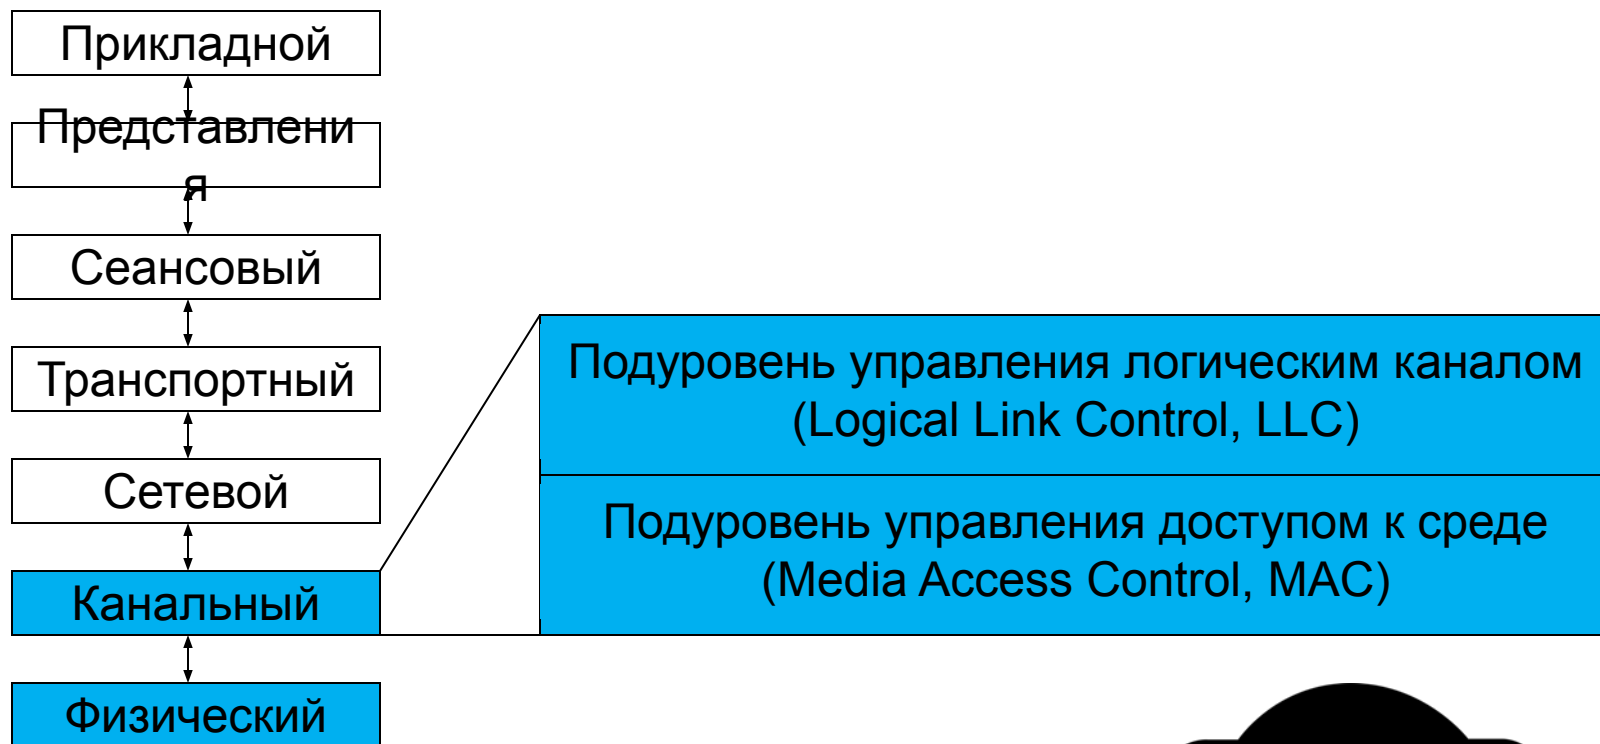 Прикладной
Представлени
я
Сеансовый
Транспортный
Сетевой
Канальный
Физический
Подуровень управления логическим каналом
(Logical Link Control, LLC)
Подуровень управления доступом к среде
(Media Access Control, MAC)